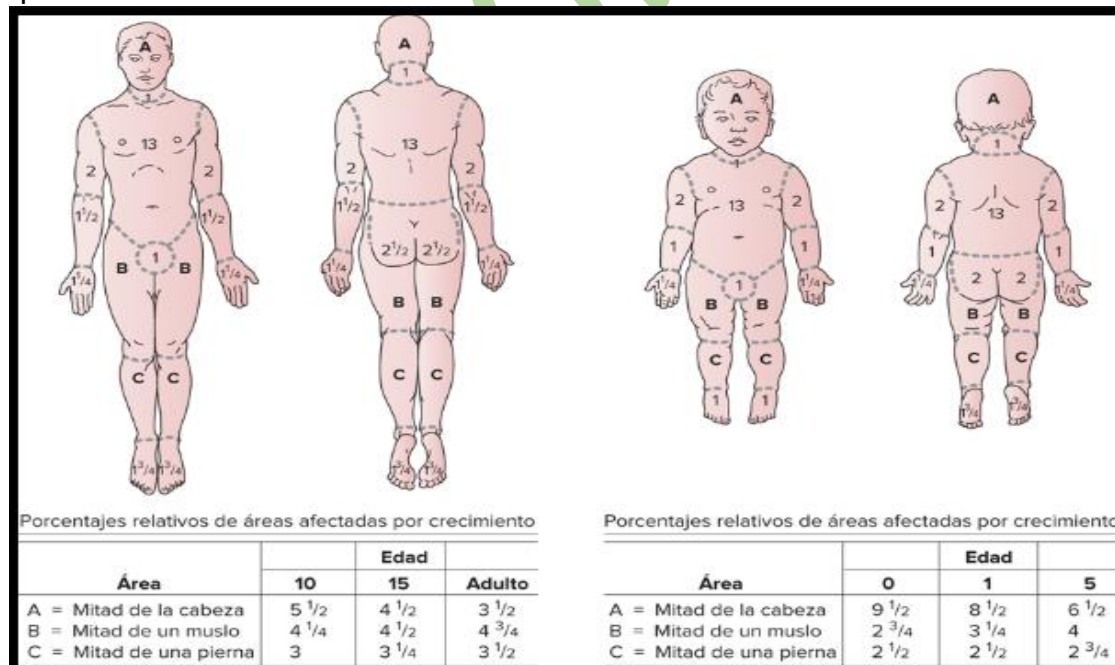 A
1
13
2 2
1 1/2 1 1/2
1
B B
1 1/4 1 1/4
C C
1 3/4 1 3/4
A
1
13
2 2
1 1/2 1 1/2
2 1/2 2 1/2
1 1/4 1 1/4
B B
C C
1 3/4 1 3/4
A
1
2 13 2
1 1
1 1/4 1 1/4
1
B B
C C
1 1
A
1
2 13 2
1 1
2 2
1 1/4 1 1/4
B B
C C
1 3/4 1 3/4
Porcentajes relativos de áreas afectadas por crecimiento
Edad
Área 10 15 Adulto
A = Mitad de la cabeza 5 1/2 4 1/2 3 1/2
B = Mitad de un muslo 4 1/4 4 1/2 4 3/4
C = Mitad de una pierna 3 3 1/4 3 1/2
Porcentajes relativos de áreas afectadas por crecimiento
Edad
Área 0 1 5
A = Mitad de la cabeza 9 1/2 8 1/2 6 1/2
B = Mitad de un muslo 2 3/4 3 1/4 4
C = Mitad de una pierna 2 1/2 2 1/2 2 3/4